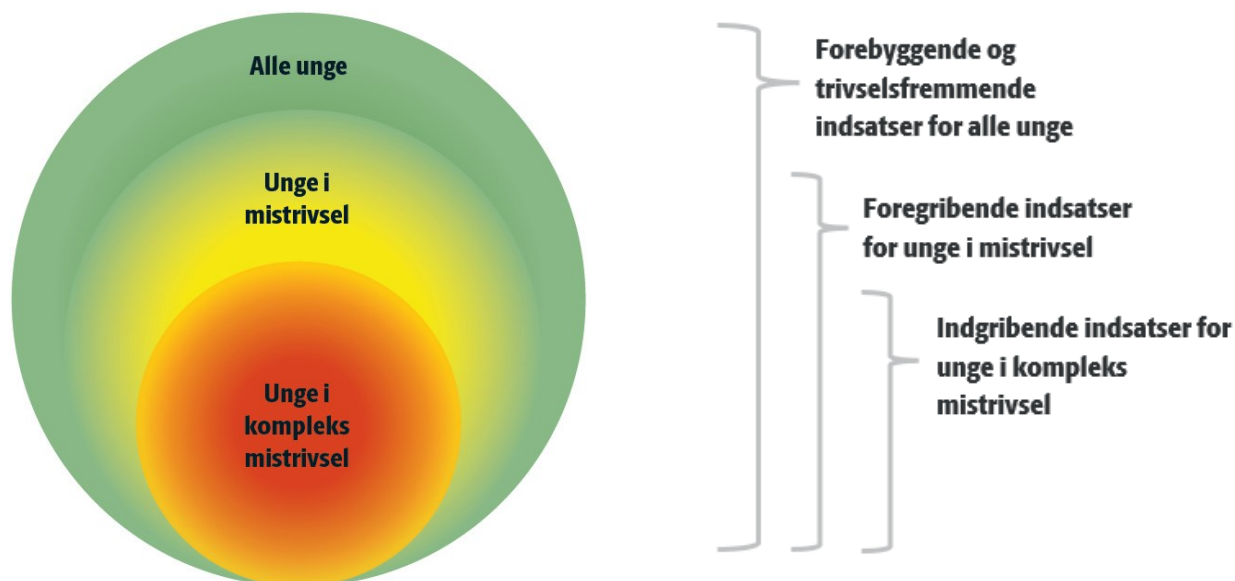 Alle unge
Unge i
mistrivsel
Unge i
kompleks
mistrivsel
Forebyggende og
trivselsfremmende
indsatser for alle unge
Foregribende indsatser
for unge i mistrivsel
Indgribende indsatser for
unge i kompleks
mistrivsel